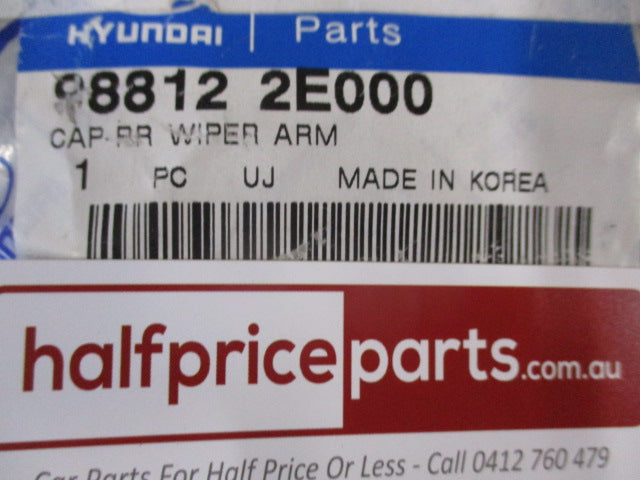 HYUNDAI | Parts
98812 2E000
CAP-RR WIPER ARM
1 PC UJ MADE IN KOREA
halfpriceparts.com.au
Car Parts For Half Price Or Less - Call 0412 760 479